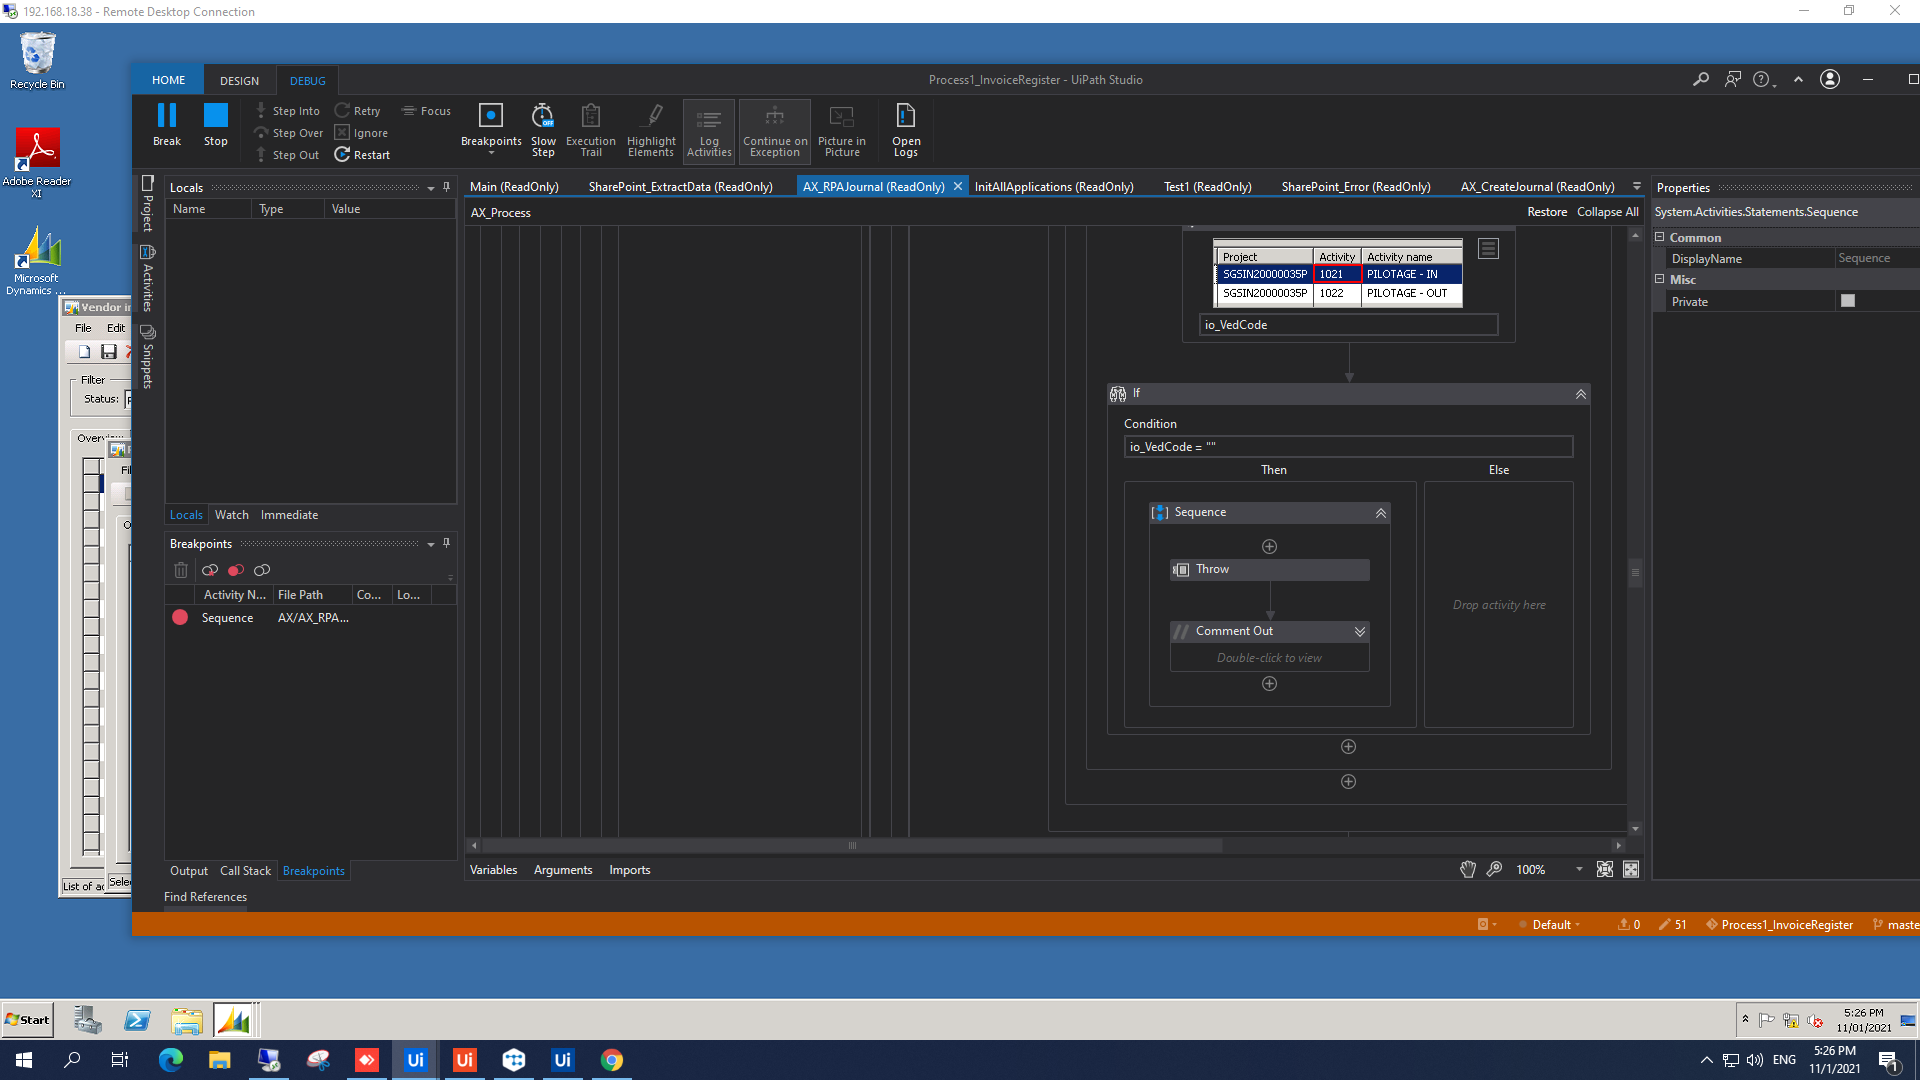 192.168.18.38 - Remote Desktop Connection
Recycle Bin
Adobe Reader
XI
Microsoft
Dynamics ...
HOME
DESIGN
DEBUG
Process1_InvoiceRegister - UiPath Studio
Break
Stop
Step Into
Step Over
Step Out
Retry
Ignore
Restart
Focus
Breakpoints
Slow
Step
OFF
Execution
Trail
Highlight
Elements
Log
Activities
Continue on
Exception
Picture in
Picture
Open
Logs
Project
Activities
Snippets
Locals
Name Type Value
Locals Watch Immediate
Breakpoints
Activity N... File Path Co... Lo...
Sequence AX/AX_RPA...
Output Call Stack Breakpoints
Find References
Main (ReadOnly) SharePoint_ExtractData (ReadOnly) AX_RPAJournal (ReadOnly) InitAllApplications (ReadOnly) Test1 (ReadOnly) SharePoint_Error (ReadOnly) AX_CreateJournal (ReadOnly)
AX_Process
Restore Collapse All
Project Activity Activity name
SGSIN20000035P 1021 PILOTAGE - IN
SGSIN20000035P 1022 PILOTAGE - OUT
io_VedCode
If
Condition
io_VedCode = ""
Then Else
Sequence
Throw
Comment Out
Double-click to view
Drop activity here
Variables Arguments Imports
100%
Properties
System.Activities.Statements.Sequence
Common
DisplayName Sequence
Misc
Private
Default
0
51
Process1_InvoiceRegister
maste
Vendor in
File Edit
Filter
Status:
Overview
List of ac
Selec
Start
5:26 PM
11/01/2021
ENG
5:26 PM
11/1/2021
1